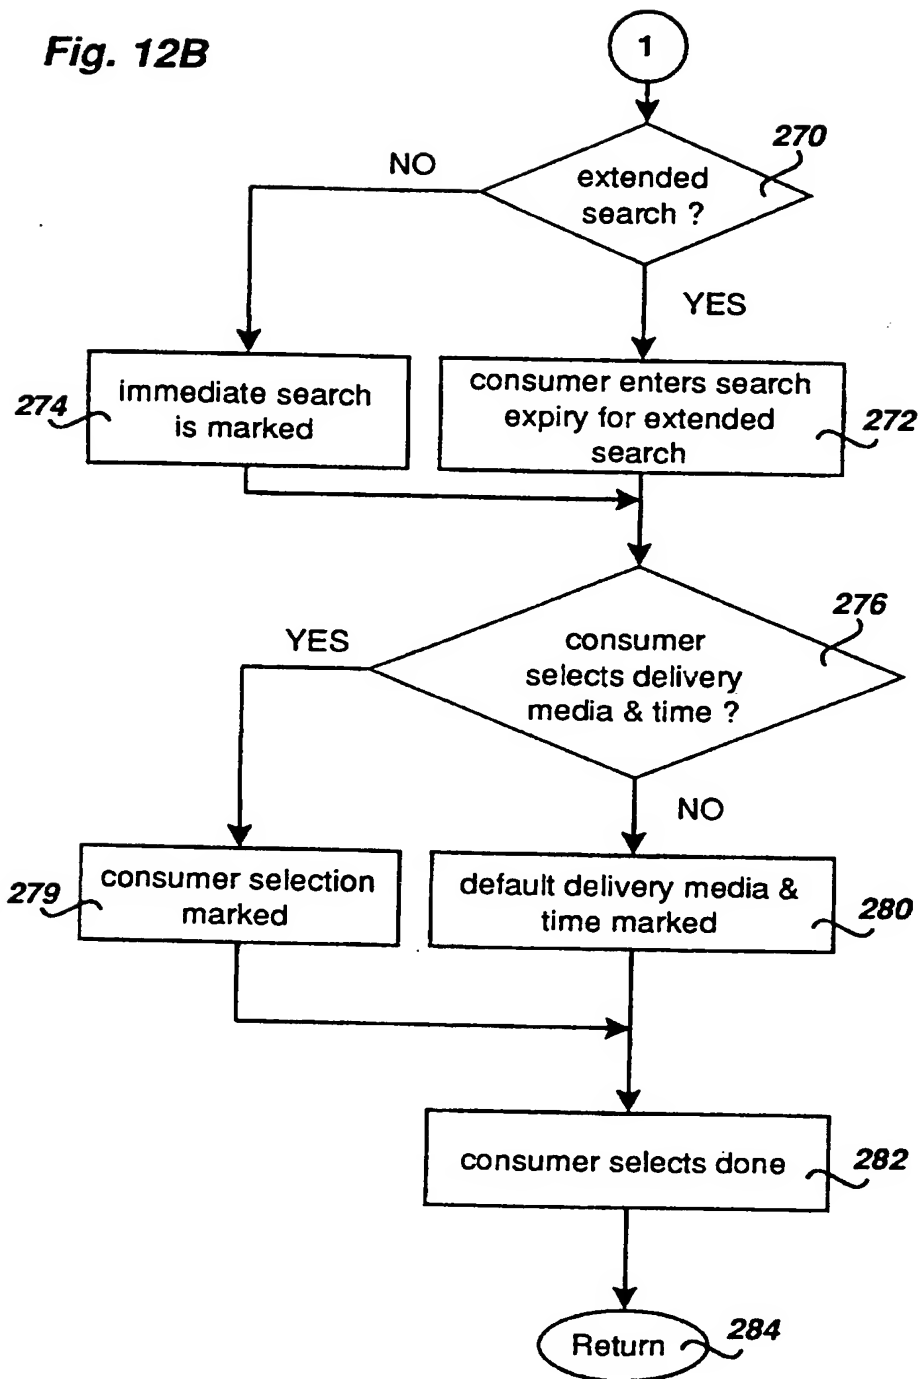 Fig. 12B
1
270
extended
search ?
NO
YES
274
immediate search
is marked
consumer enters search
expiry for extended
search
272
276
consumer
selects delivery
media & time ?
YES
NO
279
consumer selection
marked
default delivery media &
time marked
280
consumer selects done
282
Return
284